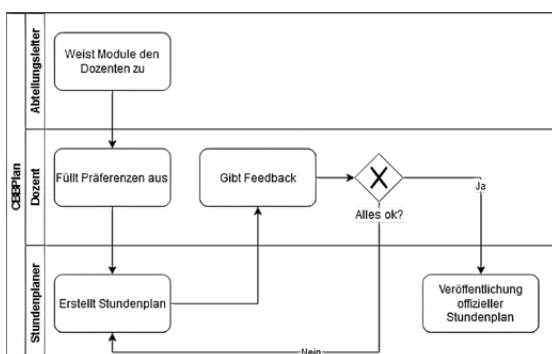 CBBPlan
Abteilungsleiter
Weist Module den
Dozenten zu
Dozent
Füllt Präferenzen aus
Gibt Feedback
Alles ok?
Ja
Stundenplaner
Erstellt Stundenplan
Veröffentlichung
offizieller
Stundenplan
Nein